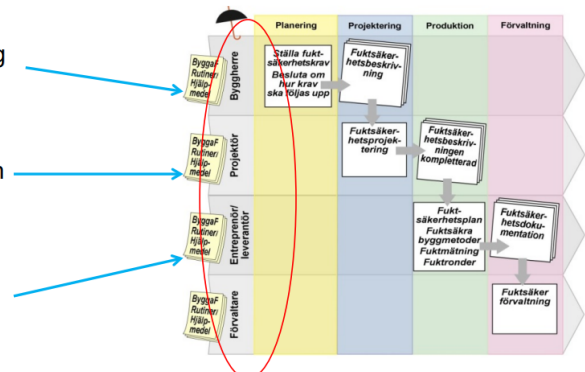 g
n
Planering
Projektering
Produktion
Förvaltning
ByggaF
Rutiner/
Hjälp-
medel
Byggherre
Ställa fukt-
säkerhetskrav
Besluta om
hur krav
ska följas upp
Fuktsäker-
hetsbeskriv-
ning
ByggaF
Rutiner/
Hjälp-
medel
Projektör
Fuktsäker-
hetsprojek-
tering
Fuktsäker-
hetsbeskriv-
ningen
kompletterad
ByggaF
Rutiner/
Hjälp-
medel
Entreprenör/
leverantör
Fukt-
säkerhetsplan
Fuktsäkra
byggmetoder
Fuktmätning
Fuktronder
Fuktsäker-
hetsdoku-
mentation
ByggaF
Rutiner/
Hjälp-
medel
Förvaltare
Fuktsäker
förvaltning